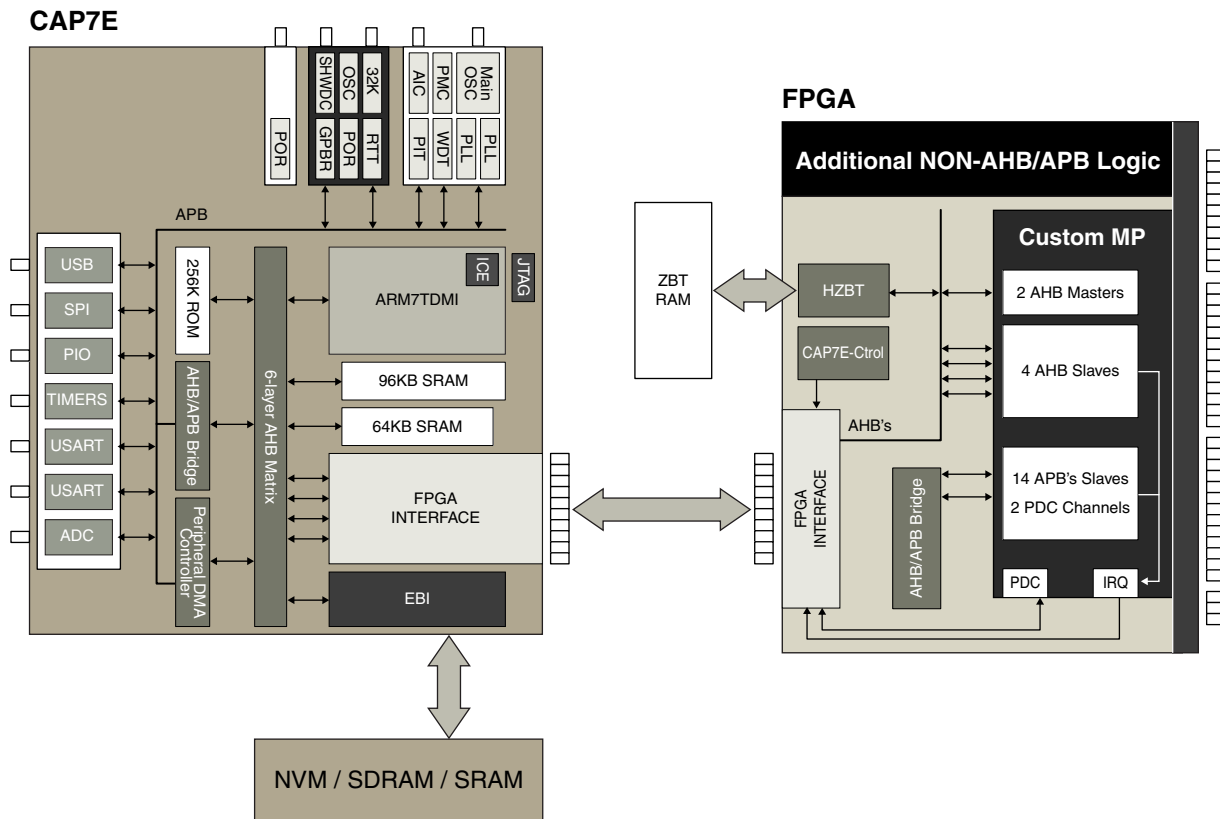 CAP7E
SHWDC
OSC
32K
AIC
PMC
Main
OSC
POR
GPBR
POR
RTT
PIT
WDT
PLL
PLL
APB
USB
SPI
PIO
TIMERS
USART
USART
ADC
256K ROM
AHB/APB Bridge
Peripheral DMA
Controller
6-layer AHB Matrix
ARM7TDMI
ICE
JTAG
96KB SRAM
64KB SRAM
FPGA
INTERFACE
EBI
NVM / SDRAM / SRAM
ZBT
RAM
FPGA
Additional NON-AHB/APB Logic
HZBT
CAP7E-Ctrol
AHB's
FPGA
INTERFACE
AHB/APB Bridge
Custom MP
2 AHB Masters
4 AHB Slaves
14 APB's Slaves
2 PDC Channels
PDC
IRQ